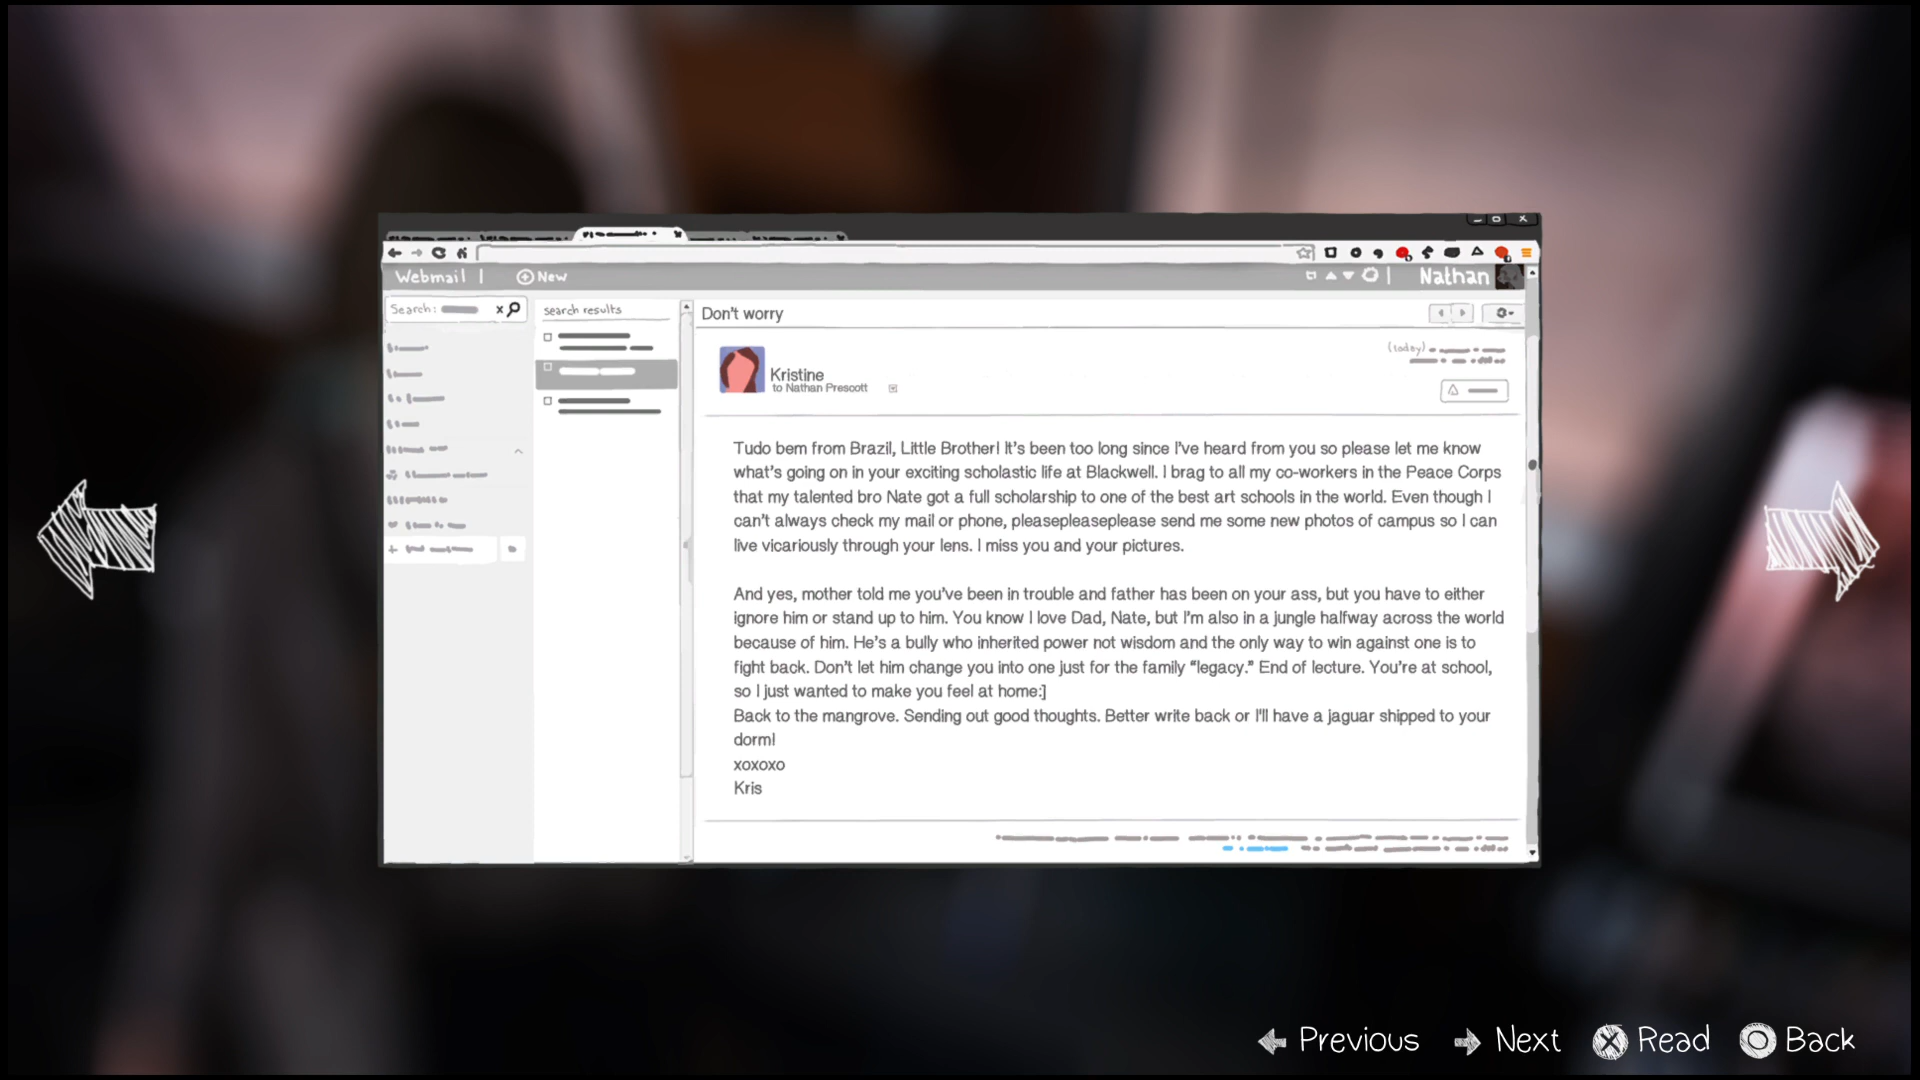 Webmail | New
Nathan
Search:
search results
Don't worry
(today)
Kristine
to Nathan Prescott
Tudo bem from Brazil, Little Brother! It's been too long since I've heard from you so please let me know
what's going on in your exciting scholastic life at Blackwell. I brag to all my co-workers in the Peace Corps
that my talented bro Nate got a full scholarship to one of the best art schools in the world. Even though I
can't always check my mail or phone, pleasepleaseplease send me some new photos of campus so I can
live vicariously through your lens. I miss you and your pictures.
And yes, mother told me you've been in trouble and father has been on your ass, but you have to either
ignore him or stand up to him. You know I love Dad, Nate, but I'm also in a jungle halfway across the world
because of him. He's a bully who inherited power not wisdom and the only way to win against one is to
fight back. Don't let him change you into one just for the family “legacy.” End of lecture. You're at school,
so I just wanted to make you feel at home:]
Back to the mangrove. Sending out good thoughts. Better write back or I'll have a jaguar shipped to your
dorm!
xoxoxo
Kris
Previous Next Read Back